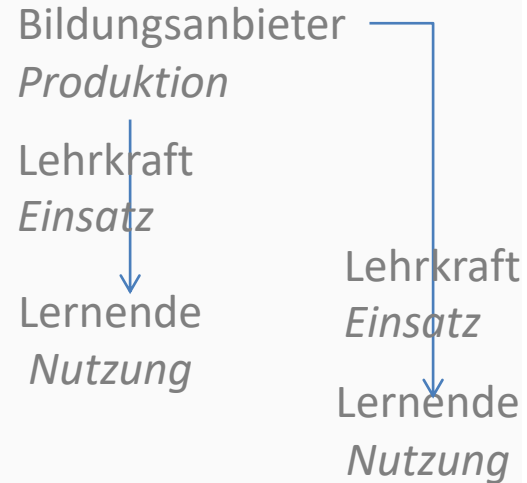 Bildungsanbieter
Produktion
Lehrkraft
Einsatz
Lernende
Nutzung
Lehrkraft
Einsatz
Lernende
Nutzung